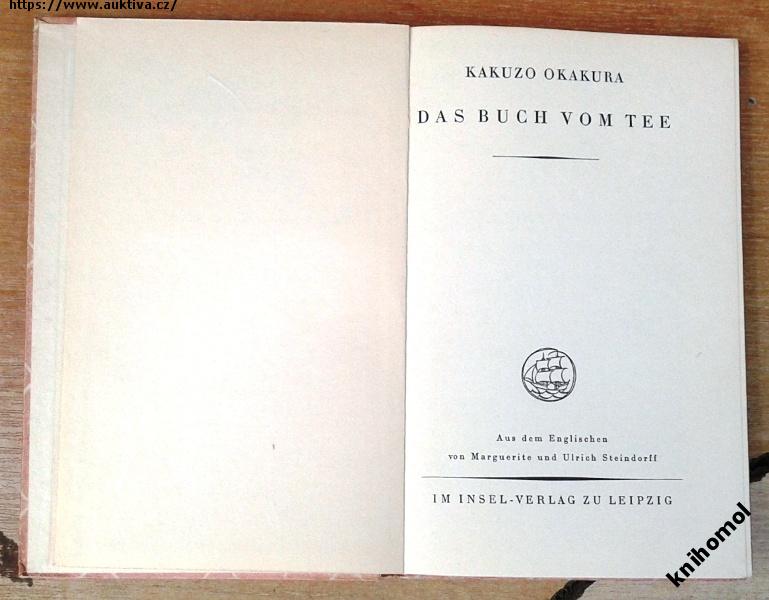 https://www.auktiva.cz/
KAKUZO OKAKURA
DAS BUCH VOM TEE
Aus dem Englischen
von Marguerite und Ulrich Steindorff
IM INSEL-VERLAG ZU LEIPZIG
knihomol